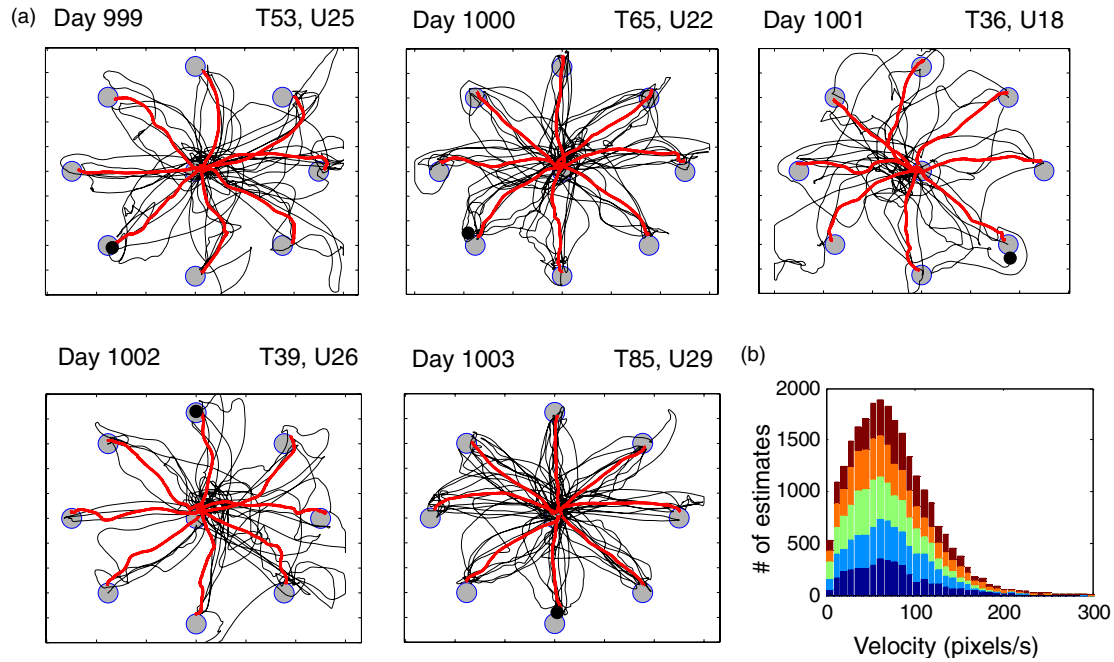 (a) Day 999 T53, U25
Day 1000 T65, U22
Day 1001 T36, U18
Day 1002 T39, U26
Day 1003 T85, U29
(b)
2000
1500
1000
500
0
0 100 200 300
# of estimates
Velocity (pixels/s)